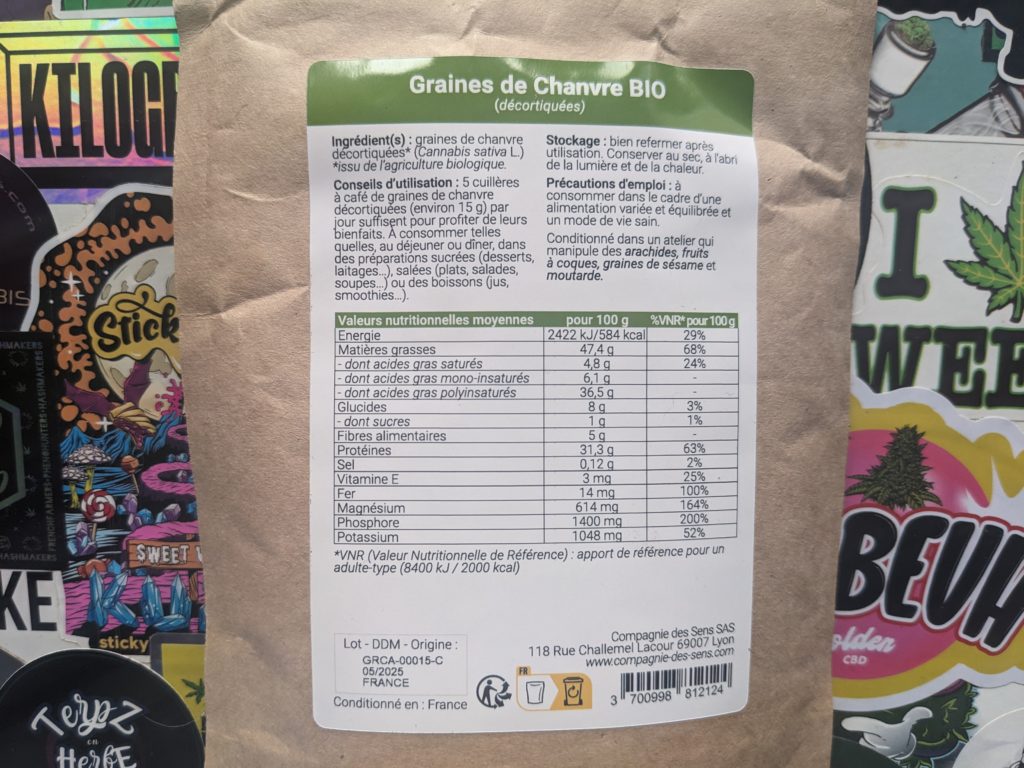 KILOG
Graines de Chanvre BIO
(décortiquées)
Ingrédient(s) : graines de chanvre
décortiquées* (Cannabis sativa L.)
*issu de l'agriculture biologique.
Conseils d'utilisation : 5 cuillères
à café de graines de chanvre
décortiquées (environ 15 g) par
jour suffisent pour profiter de leurs
bienfaits. À consommer telles
quelles, au déjeuner ou dîner, dans
des préparations sucrées (desserts,
laitages...), salées (plats, salades,
soupes...) ou des boissons (jus,
smoothies...).
Stockage : bien refermer après
utilisation. Conserver au sec, à l'abri
de la lumière et de la chaleur.
Précautions d'emploi : à
consommer dans le cadre d'une
alimentation variée et équilibrée et
un mode de vie sain.
Conditionné dans un atelier qui
manipule des arachides, fruits
à coques, graines de sésame et
moutarde.
Valeurs nutritionnelles moyennes pour 100 g %VNR* pour 100 g
Energie 2422 kJ/584 kcal 29%
Matières grasses 47,4 g 68%
- dont acides gras saturés 4,8 g 24%
- dont acides gras mono-insaturés 6,1 g -
- dont acides gras polyinsaturés 36,5 g -
Glucides 8 g 3%
- dont sucres 1 g 1%
Fibres alimentaires 5 g -
Protéines 31,3 g 63%
Sel 0,12 g 2%
Vitamine E 3 mg 25%
Fer 14 mg 100%
Magnésium 614 mg 164%
Phosphore 1400 mg 200%
Potassium 1048 mg 52%
*VNR (Valeur Nutritionnelle de Référence) : apport de référence pour un
adulte-type (8400 kJ / 2000 kcal)
Lot - DDM - Origine :
GRCA-00015-C
05/2025
FRANCE
Conditionné en : France
FR
Compagnie des Sens SAS
118 Rue Challemel Lacour 69007 Lyon
www.compagnie-des-sens.com
3 700998 812124
Stick
SWEET
sticky
KE
TerpZ
en
HerbE
I
WEE
BEUH
olden
CBD
FRENCHFARMERS•PHENOHUNTERS•HASHMAKERS
HASHMAKERS